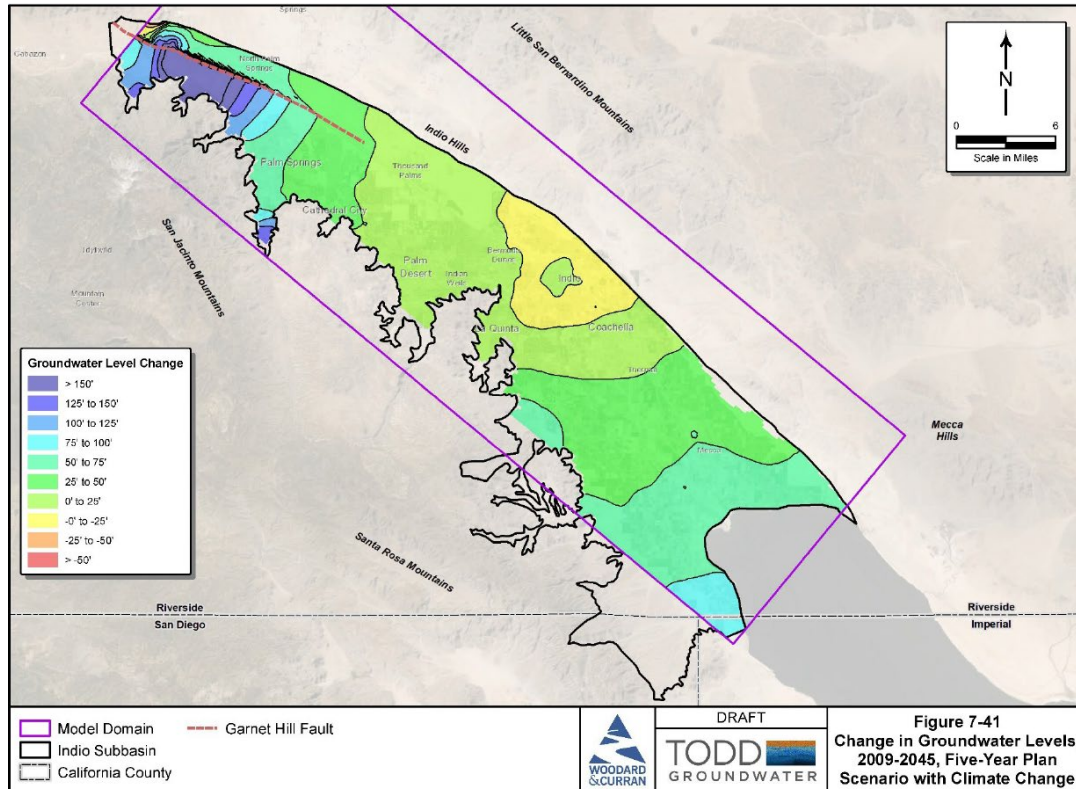 Springs
Cabazon
North Palm
Springs
Little San Bernardino Mountains
N
0 6
Scale in Miles
Indio Hills
Palm Springs
Thousand
Palms
Cathedral City
San Jacinto Mountains
Idyllwild
Mountain
Center
Palm
Desert
Indian
Wells
Bermuda
Dunes
Indio
La Quinta
Coachella
Thermal
Mecca
Mecca
Hills
Santa Rosa Mountains
Groundwater Level Change
> 150'
125' to 150'
100' to 125'
75' to 100'
50' to 75'
25' to 50'
0' to 25'
-0' to -25'
-25' to -50'
> -50'
Riverside
San Diego
Riverside
Imperial
Model Domain
Garnet Hill Fault
Indio Subbasin
California County
WOODARD
&CURRAN
DRAFT
TODD
GROUNDWATER
Figure 7-41
Change in Groundwater Levels
2009-2045, Five-Year Plan
Scenario with Climate Change